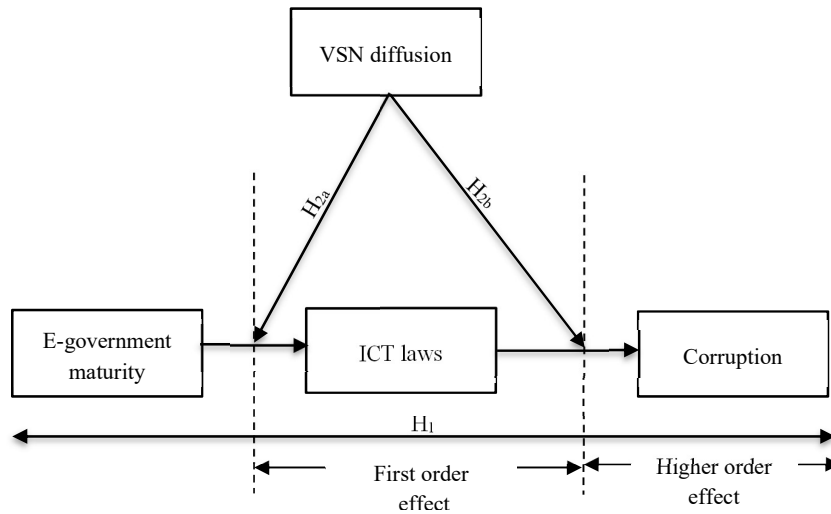 VSN diffusion
H2a
H2b
E-government
maturity
ICT laws
Corruption
H1
First order
effect
Higher order
effect